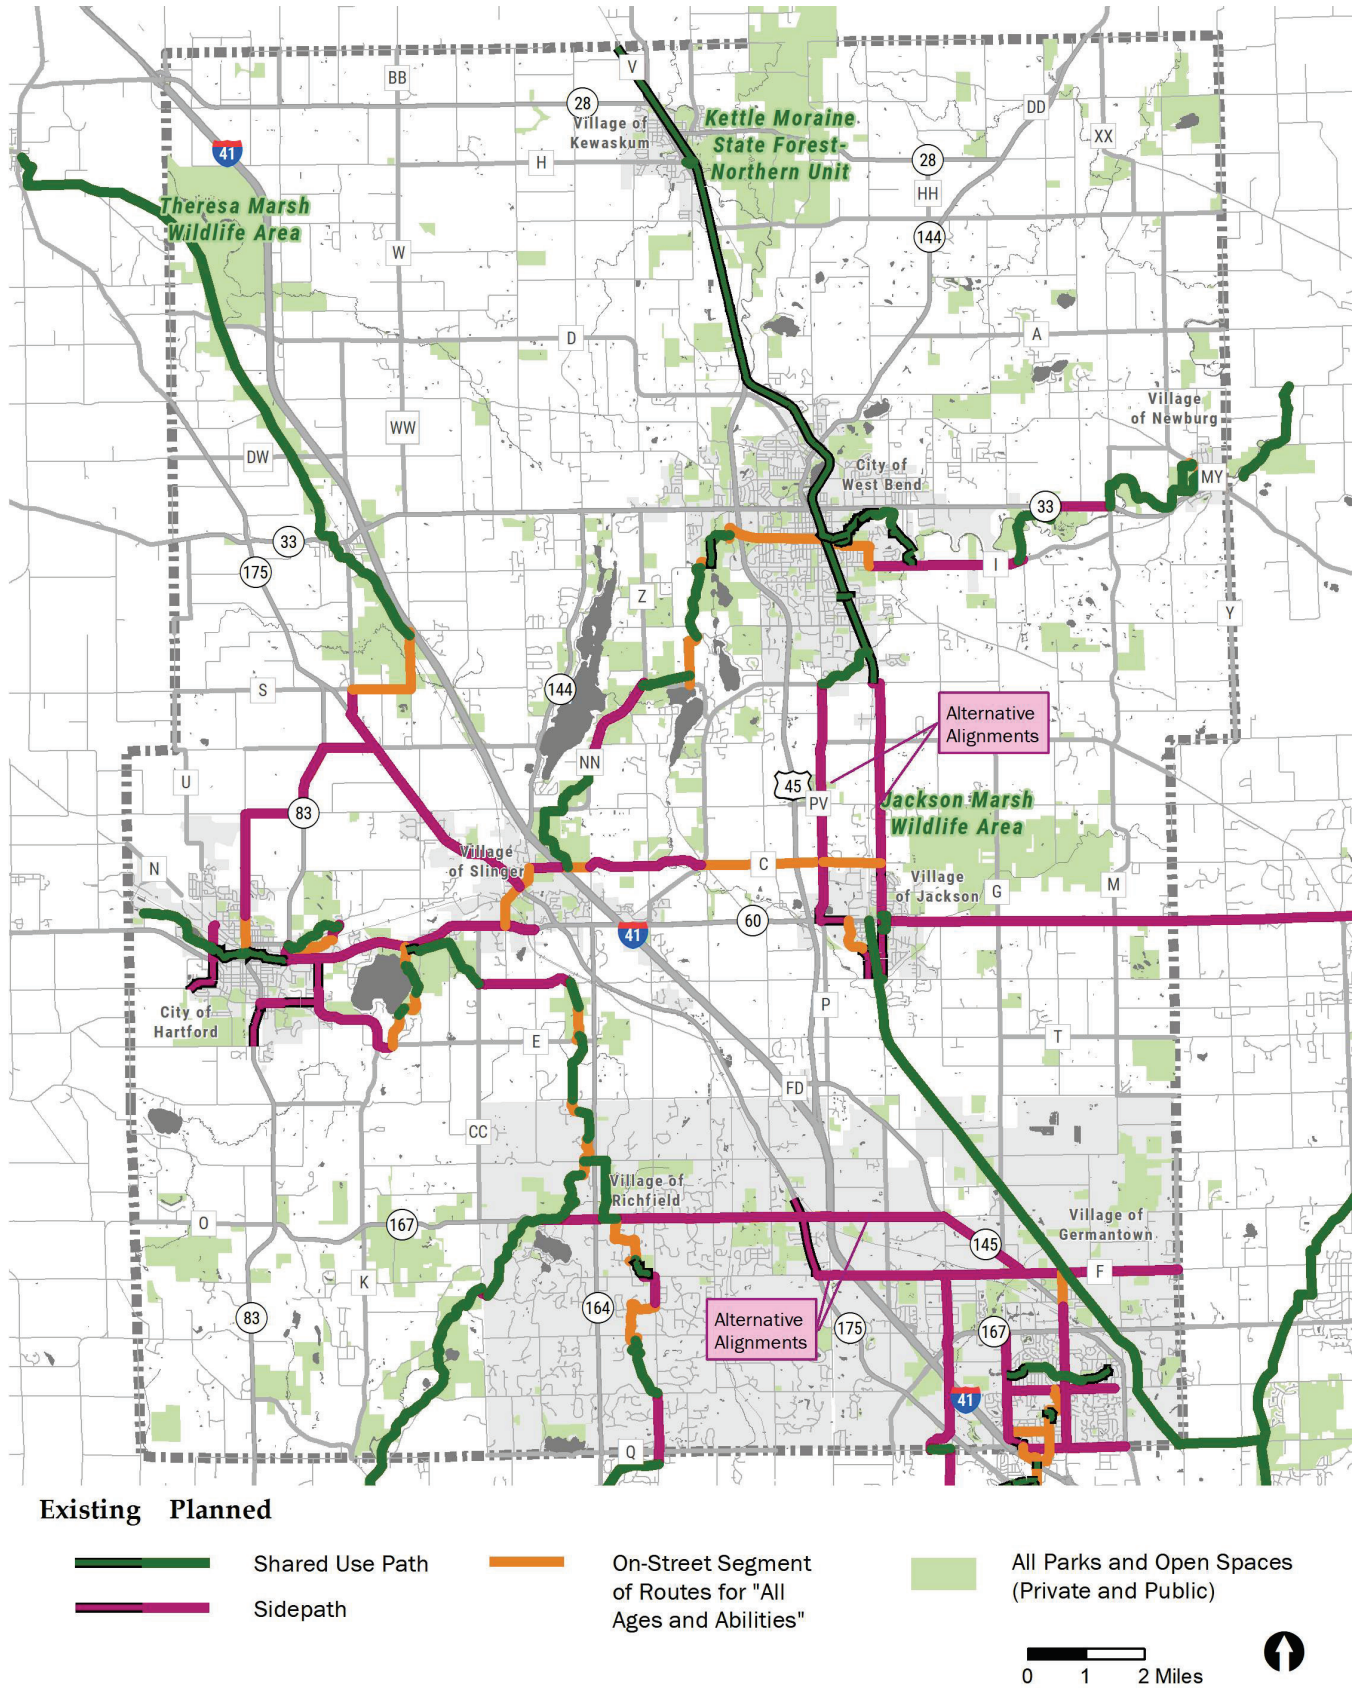 V
BB
28
Village of
Kewaskum
Kettle Moraine
State Forest-
Northern Unit
DD
XX
41
H
28
HH
Theresa Marsh
Wildlife Area
144
W
D
A
Village
of Newburg
WW
DW
City of
West Bend
MY
33
33
175
I
Z
Y
S
144
Alternative
Alignments
NN
U
45
PV
Jackson Marsh
Wildlife Area
83
Village
of Slinger
N
C
Village
of Jackson
G
M
60
41
P
City of
Hartford
E
T
FD
CC
Village of
Richfield
O
167
Village of
Germantown
145
F
K
164
83
Alternative
Alignments
175
167
41
Q
Existing Planned
Shared Use Path
Sidepath
On-Street Segment
of Routes for "All
Ages and Abilities"
All Parks and Open Spaces
(Private and Public)
0 1 2 Miles